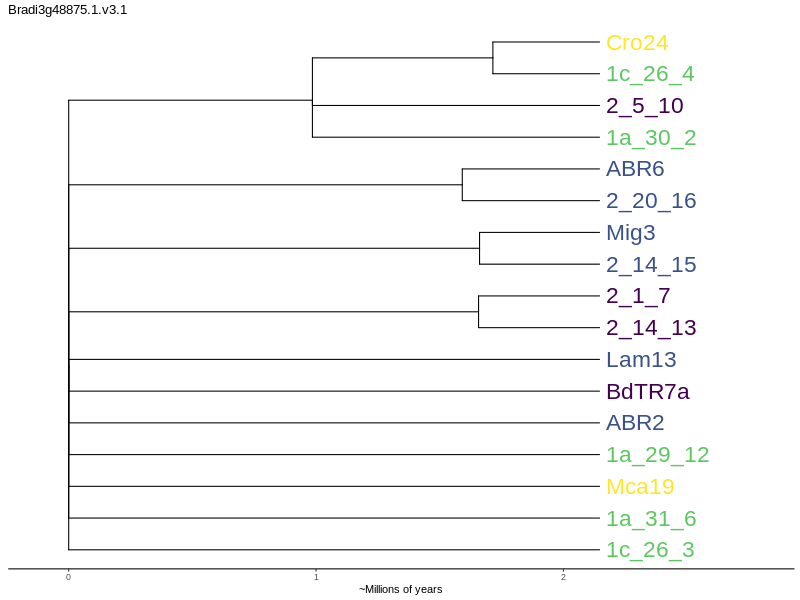 Bradi3g48875.1.v3.1
Cro24
1c_26_4
2_5_10
1a_30_2
ABR6
2_20_16
Mig3
2_14_15
2_1_7
2_14_13
Lam13
BdTR7a
ABR2
1a_29_12
Mca19
1a_31_6
1c_26_3
0 1 2
~Millions of years